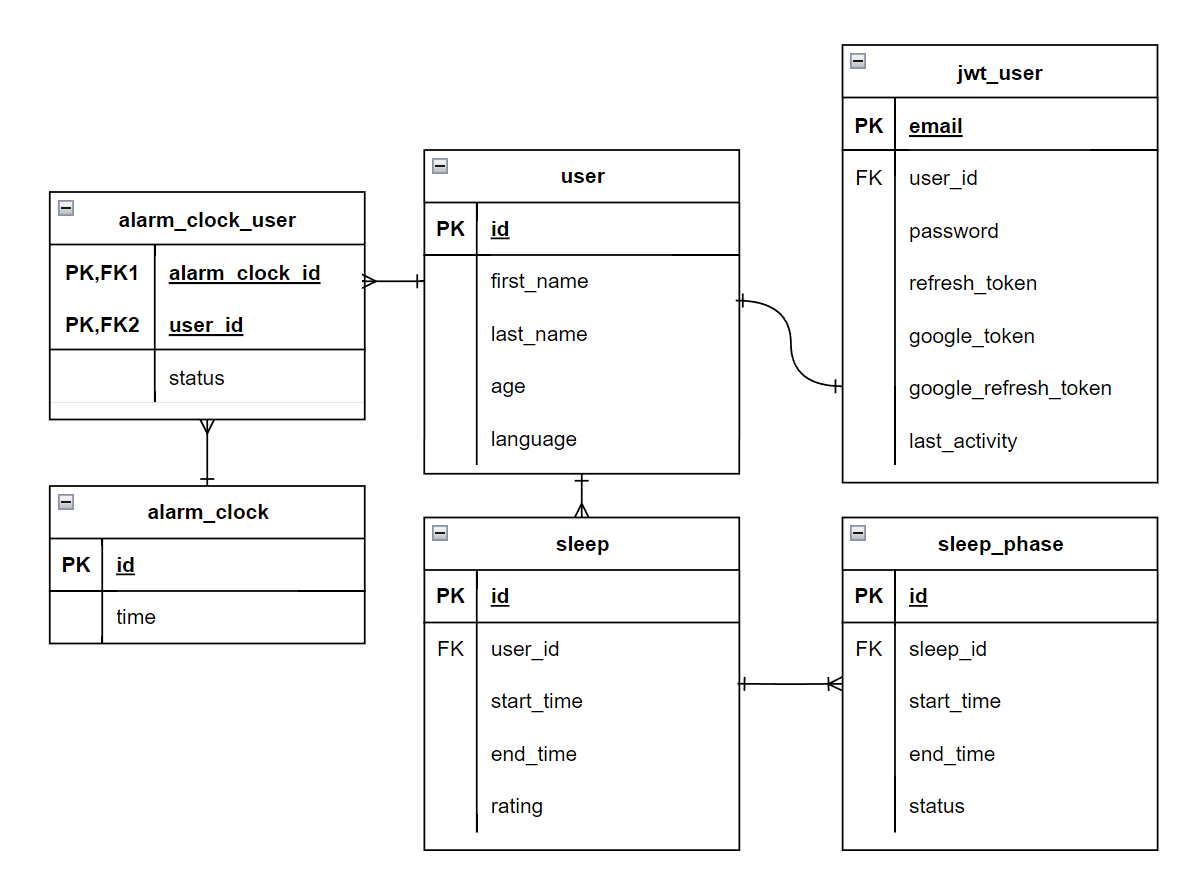 jwt_user
PK email
FK user_id
password
refresh_token
google_token
google_refresh_token
last_activity
user
PK id
first_name
last_name
age
language
alarm_clock_user
PK,FK1 alarm_clock_id
PK,FK2 user_id
status
alarm_clock
PK id
time
sleep
PK id
FK user_id
start_time
end_time
rating
sleep_phase
PK id
FK sleep_id
start_time
end_time
status